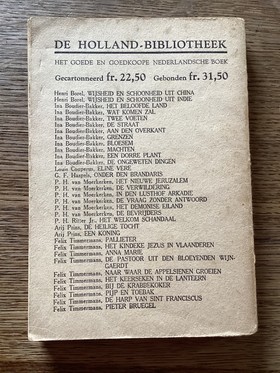 DE HOLLAND-BIBLIOTHEEK
HET GOEDE EN GOEDKOOPE NEDERLANDSCHE BOEK
Gecartonneerd fr. 22,50 Gebonden fr. 31,50
Henri Borel, WIJSHEID EN SCHOONHEID UIT CHINA
Henri Borel, WIJSHEID EN SCHOONHEID UIT INDIE
Ina Boudier-Bakker, HET BELOOFDE LAND
Ina Boudier-Bakker, WAT KOMEN ZAL
Ina Boudier-Bakker, TWEE VOETEN
Ina Boudier-Bakker, DE STRAAT
Ina Boudier-Bakker, AAN DEN OVERKANT
Ina Boudier-Bakker, GRENZEN
Ina Boudier-Bakker, BLOESEM
Ina Boudier-Bakker, MACHTEN
Ina Boudier-Bakker, EEN DORRE PLANT
Ina Boudier-Bakker, DE ONGEWETEN DINGEN
Louis Couperus, ELINE VERE
G. F. Haspels, ONDER DEN BRANDARIS
P. H. van Moerkerken, HET NIEUWE JERUZALEM
P. H. van Moerkerken, DE VERWILDERING
P. H. van Moerkerken, IN DEN LUSTHOF ARKADIE
P. H. van Moerkerken, DE VRAAG ZONDER ANTWOORD
P. H. van Moerkerken, HET DEMONISE EILAND
P. H. van Moerkerken, DE BEVRIJDERS
P. H. Ritter Jr., HET WELKOM SCHANDAAL
Arij Prins, DE HEILIGE TOCHT
Arij Prins, EEN KONING
Felix Timmermans, PALLIETER
Felix Timmermans, HET KINDEKE JEZUS IN VLAANDEREN
Felix Timmermans, ANNA MARIE
Felix Timmermans, DE PASTOOR UIT DEN BLOEYENDEN WIJN-
GAERDT
Felix Timmermans, NAAR WAAR DE APPELSIENEN GROEIEN
Felix Timmermans, HET KEERSEKEN IN DE LANTEERN
Felix Timmermans, BIJ DE KRABBEKOKER
Felix Timmermans, PIJP EN TOEBAK
Felix Timmermans, DE HARP VAN SINT FRANCISCUS
Felix Timmermans, PIETER BRUEGEL